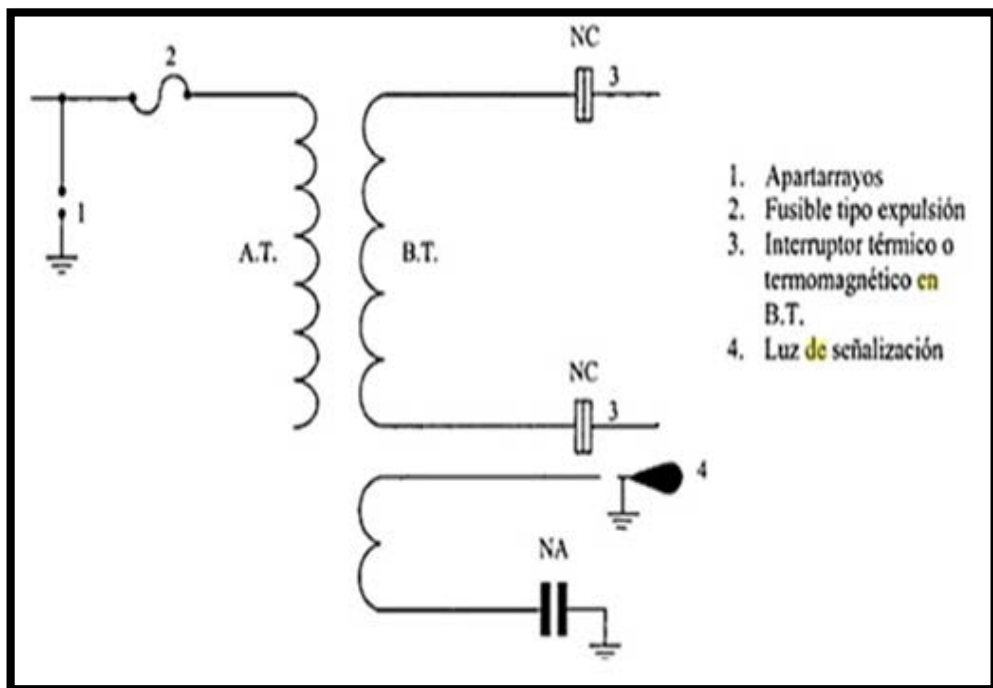 2
NC
3
1
A.T.
B.T.
NC
3
4
NA
1. Apartarrayos
2. Fusible tipo expulsión
3. Interruptor térmico o
termomagnético en
B.T.
4. Luz de señalización